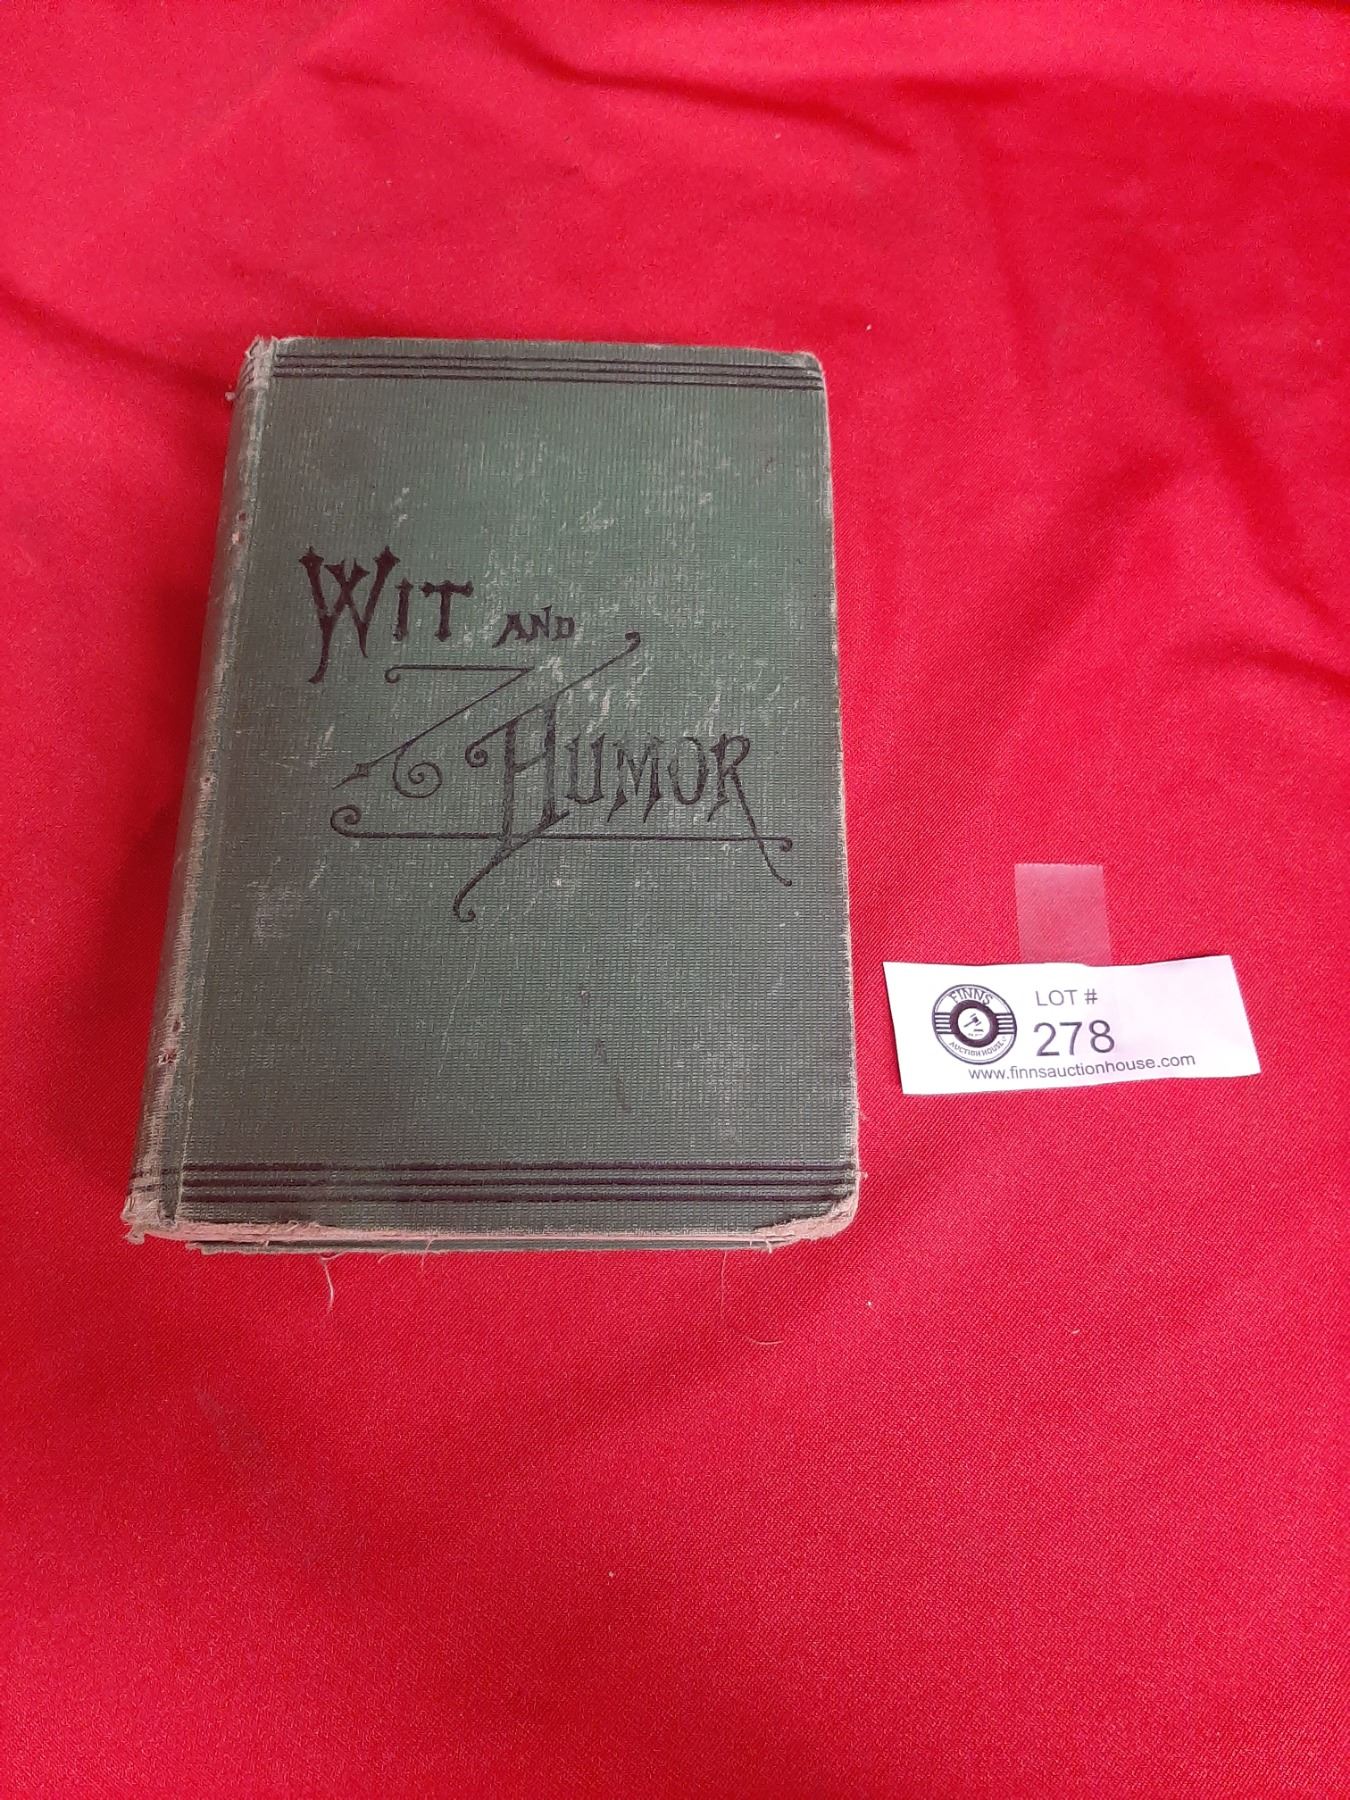 WIT AND
HUMOR
FINNS
AUCTION HOUSE
LOT #
278
www.finnsauctionhouse.com